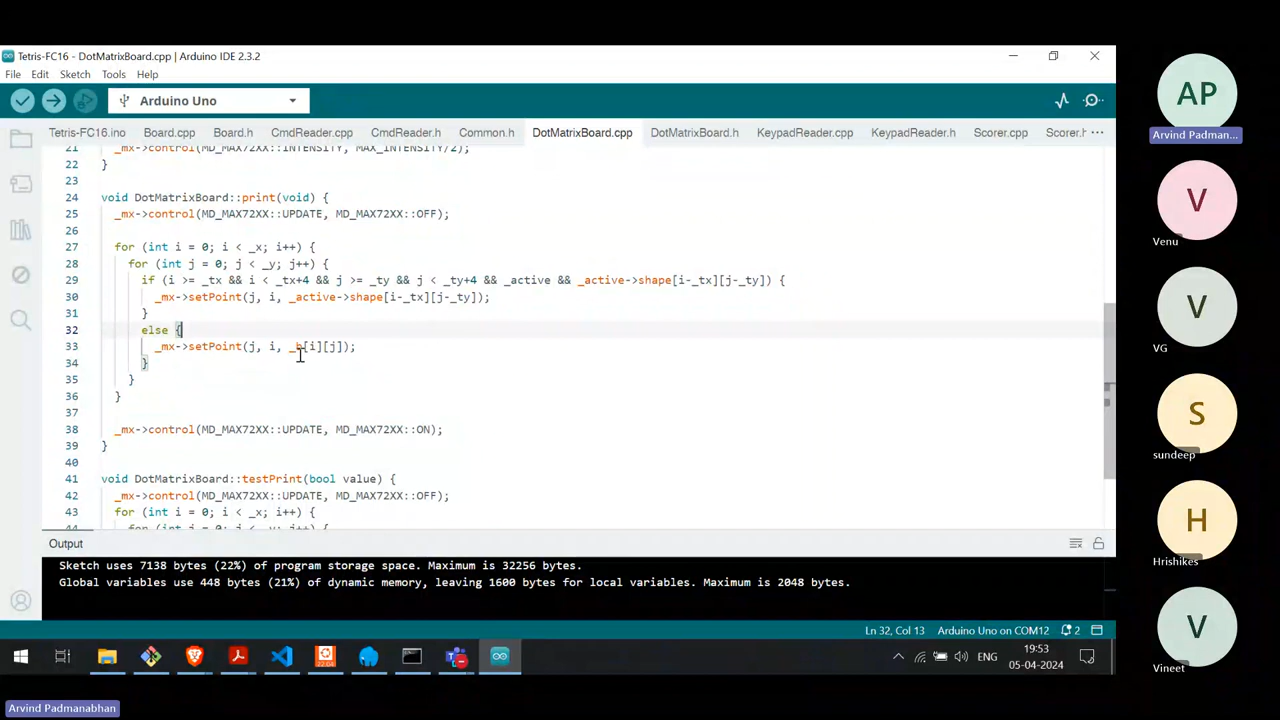 Tetris-FC16 - DotMatrixBoard.cpp | Arduino IDE 2.3.2
File Edit Sketch Tools Help
Arduino Uno
Tetris-FC16.ino Board.cpp Board.h CmdReader.cpp CmdReader.h Common.h DotMatrixBoard.cpp DotMatrixBoard.h KeypadReader.cpp KeypadReader.h Scorer.cpp Scorer.h ...
21 _mx->control(MD_MAX72XX::INTENSITY, MAX_INTENSITY/2);
22 }
23
24 void DotMatrixBoard::print(void) {
25 _mx->control(MD_MAX72XX::UPDATE, MD_MAX72XX::OFF);
26
27 for (int i = 0; i < _x; i++) {
28 for (int j = 0; j < _y; j++) {
29 if (i >= _tx && i < _tx+4 && j >= _ty && j < _ty+4 && _active && _active->shape[i-_tx][j-_ty]) {
30 _mx->setPoint(j, i, _active->shape[i-_tx][j-_ty]);
31 }
32 else {
33 _mx->setPoint(j, i, _b[i][j]);
34 }
35 }
36 }
37
38 _mx->control(MD_MAX72XX::UPDATE, MD_MAX72XX::ON);
39 }
40
41 void DotMatrixBoard::testPrint(bool value) {
42 _mx->control(MD_MAX72XX::UPDATE, MD_MAX72XX::OFF);
43 for (int i = 0; i < _x; i++) {
44 for (int j = 0; j < _y; j++) {
Output
Sketch uses 7138 bytes (22%) of program storage space. Maximum is 32256 bytes.
Global variables use 448 bytes (21%) of dynamic memory, leaving 1600 bytes for local variables. Maximum is 2048 bytes.
Ln 32, Col 13 Arduino Uno on COM12 2
22.04
ENG
19:53
05-04-2024
Arvind Padmanabhan
AP
Arvind Padman...
V
Venu
V
VG
S
sundeep
H
Hrishikes
V
Vineet